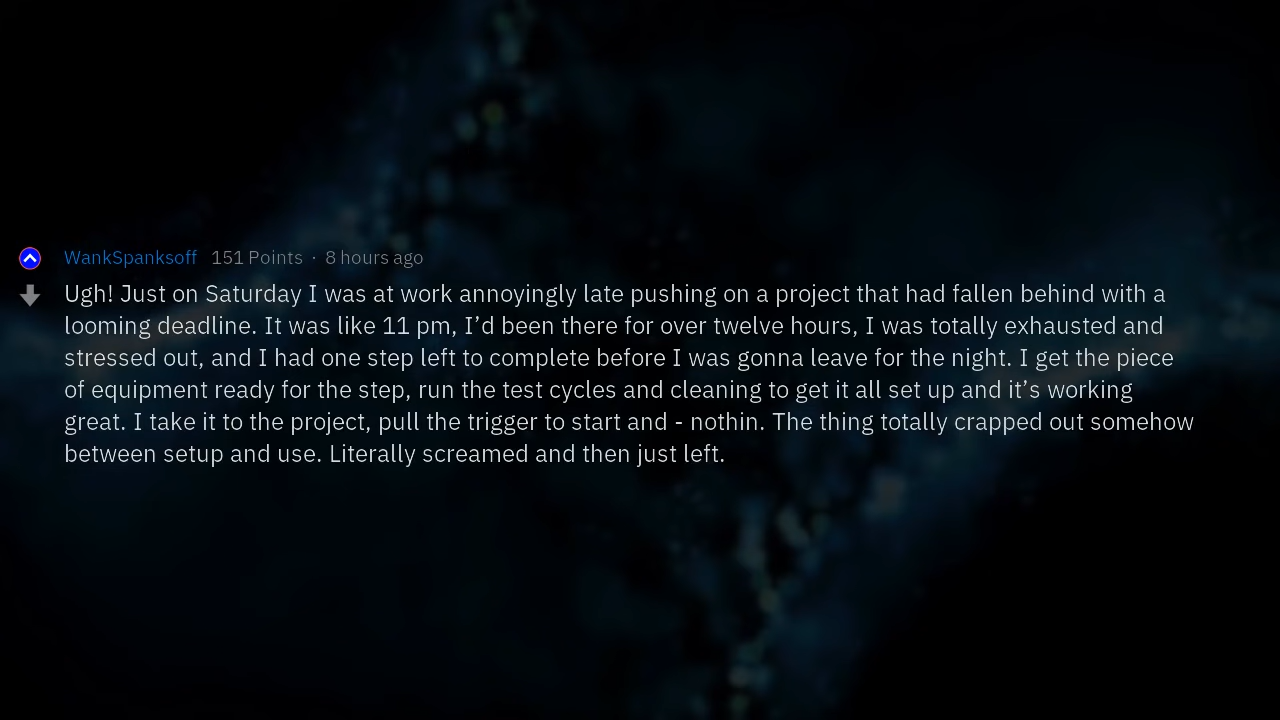 WankSpanksoff 151 Points · 8 hours ago
Ugh! Just on Saturday I was at work annoyingly late pushing on a project that had fallen behind with a
looming deadline. It was like 11 pm, I’d been there for over twelve hours, I was totally exhausted and
stressed out, and I had one step left to complete before I was gonna leave for the night. I get the piece
of equipment ready for the step, run the test cycles and cleaning to get it all set up and it’s working
great. I take it to the project, pull the trigger to start and - nothin. The thing totally crapped out somehow
between setup and use. Literally screamed and then just left.